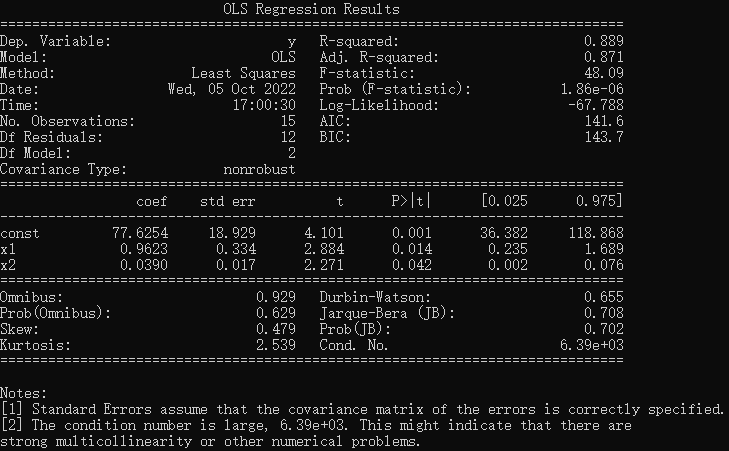 OLS Regression Results
==============================================================================
Dep. Variable:                      y   R-squared:                       0.889
Model:                            OLS   Adj. R-squared:                  0.871
Method:                 Least Squares   F-statistic:                     48.09
Date:                Wed, 05 Oct 2022   Prob (F-statistic):           1.86e-06
Time:                        17:00:30   Log-Likelihood:                -67.788
No. Observations:                  15   AIC:                             141.6
Df Residuals:                      12   BIC:                             143.7
Df Model:                           2
Covariance Type:            nonrobust
==============================================================================
                 coef    std err          t      P>|t|      [0.025      0.975]
------------------------------------------------------------------------------
const         77.6254     18.929      4.101      0.001      36.382     118.868
x1             0.9623      0.334      2.884      0.014       0.235       1.689
x2             0.0390      0.017      2.271      0.042       0.002       0.076
==============================================================================
Omnibus:                        0.929   Durbin-Watson:                   0.655
Prob(Omnibus):                  0.629   Jarque-Bera (JB):                0.708
Skew:                           0.479   Prob(JB):                        0.702
Kurtosis:                       2.539   Cond. No.                     6.39e+03
==============================================================================
Notes:
[1] Standard Errors assume that the covariance matrix of the errors is correctly specified.
[2] The condition number is large, 6.39e+03. This might indicate that there are
strong multicollinearity or other numerical problems.